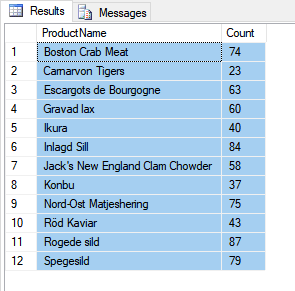 Results Messages
ProductName Count
1 Boston Crab Meat 74
2 Carnarvon Tigers 23
3 Escargots de Bourgogne 63
4 Gravad lax 60
5 Ikura 40
6 Inlagd Sill 84
7 Jack's New England Clam Chowder 58
8 Konbu 37
9 Nord-Ost Matjeshering 75
10 Röd Kaviar 43
11 Rogede sild 87
12 Spegesild 79